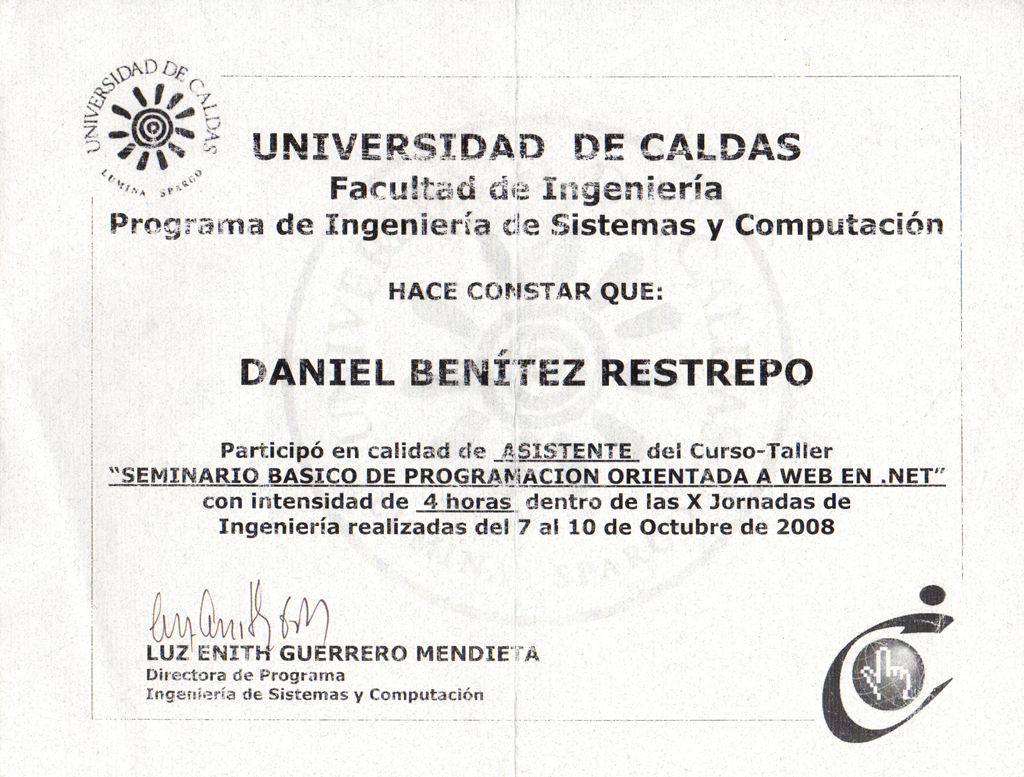 UNIVERSIDAD DE CALDAS
LUMINA SPARGO
UNIVERSIDAD DE CALDAS
Facultad de Ingeniería
Programa de Ingeniería de Sistemas y Computación
HACE CONSTAR QUE:
DANIEL BENÍTEZ RESTREPO
Participó en calidad de ASISTENTE del Curso-Taller
"SEMINARIO BASICO DE PROGRAMACION ORIENTADA A WEB EN .NET"
con intensidad de 4 horas dentro de las X Jornadas de
Ingeniería realizadas del 7 al 10 de Octubre de 2008
LUZ ENITH GUERRERO MENDIETA
Directora de Programa
Ingeniería de Sistemas y Computación